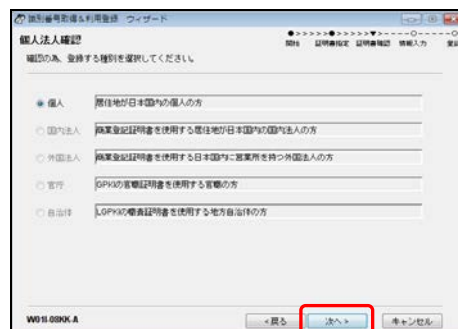 識別番号取得&利用登録 ウィザード
個人法人確認
開始 証明書指定 証明書確認 情報入力
確認の為、登録する種別を選択してください。
個人 居住地が日本国内の個人の方
国内法人 商業登記証明書を使用する居住地が日本国内の国内法人の方
外国法人 商業登記証明書を使用する日本国内に営業所を持つ外国法人の方
官庁 GPKIの官職証明書を使用する官職の方
自治体 LGPKIの職責証明書を使用する地方自治体の方
W01I-09KK-A
<戻る 次へ> キャンセル